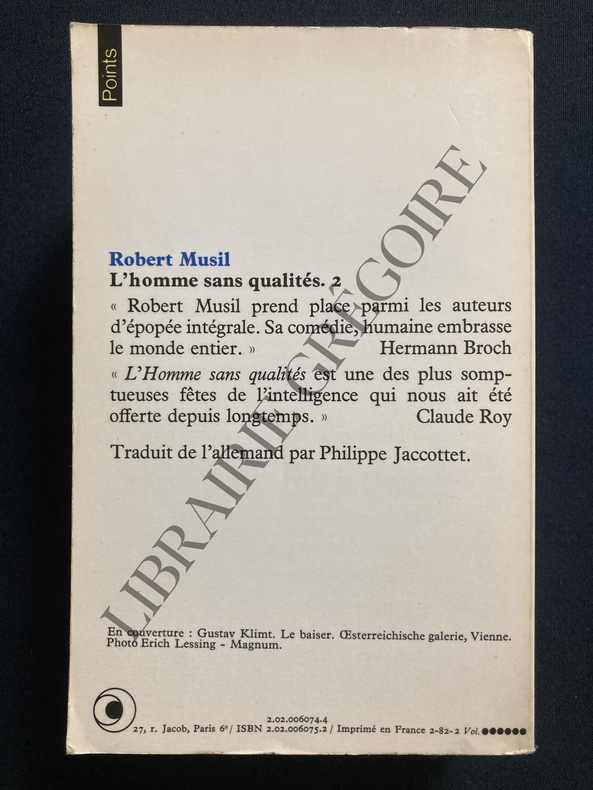 Points
Robert Musil
L'homme sans qualités. 2
« Robert Musil prend place parmi les auteurs
d'épopée intégrale. Sa comédie, humaine embrasse
le monde entier. » Hermann Broch
« L'Homme sans qualités est une des plus somp-
tueuses fêtes de l'intelligence qui nous ait été
offerte depuis longtemps. » Claude Roy
Traduit de l'allemand par Philippe Jaccottet.
LIBRAIRIE GRÉGOIRE
En couverture : Gustav Klimt. Le baiser. Œsterreichische galerie, Vienne.
Photo Erich Lessing - Magnum.
2.02.006074.4
27, r. Jacob, Paris 6e / ISBN 2.02.006075.2 / Imprimé en France 2-82-2 Vol.●●●●●●